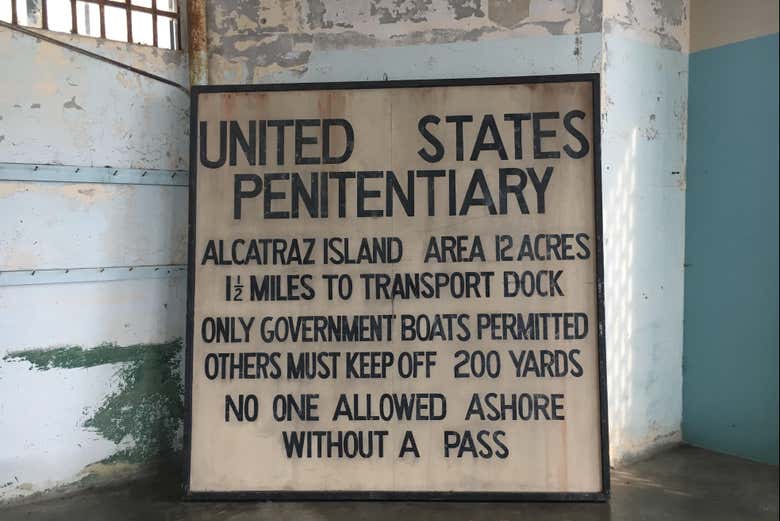 UNITED STATES
PENITENTIARY
ALCATRAZ ISLAND AREA 12 ACRES
1½ MILES TO TRANSPORT DOCK
ONLY GOVERNMENT BOATS PERMITTED
OTHERS MUST KEEP OFF 200 YARDS
NO ONE ALLOWED ASHORE
WITHOUT A PASS